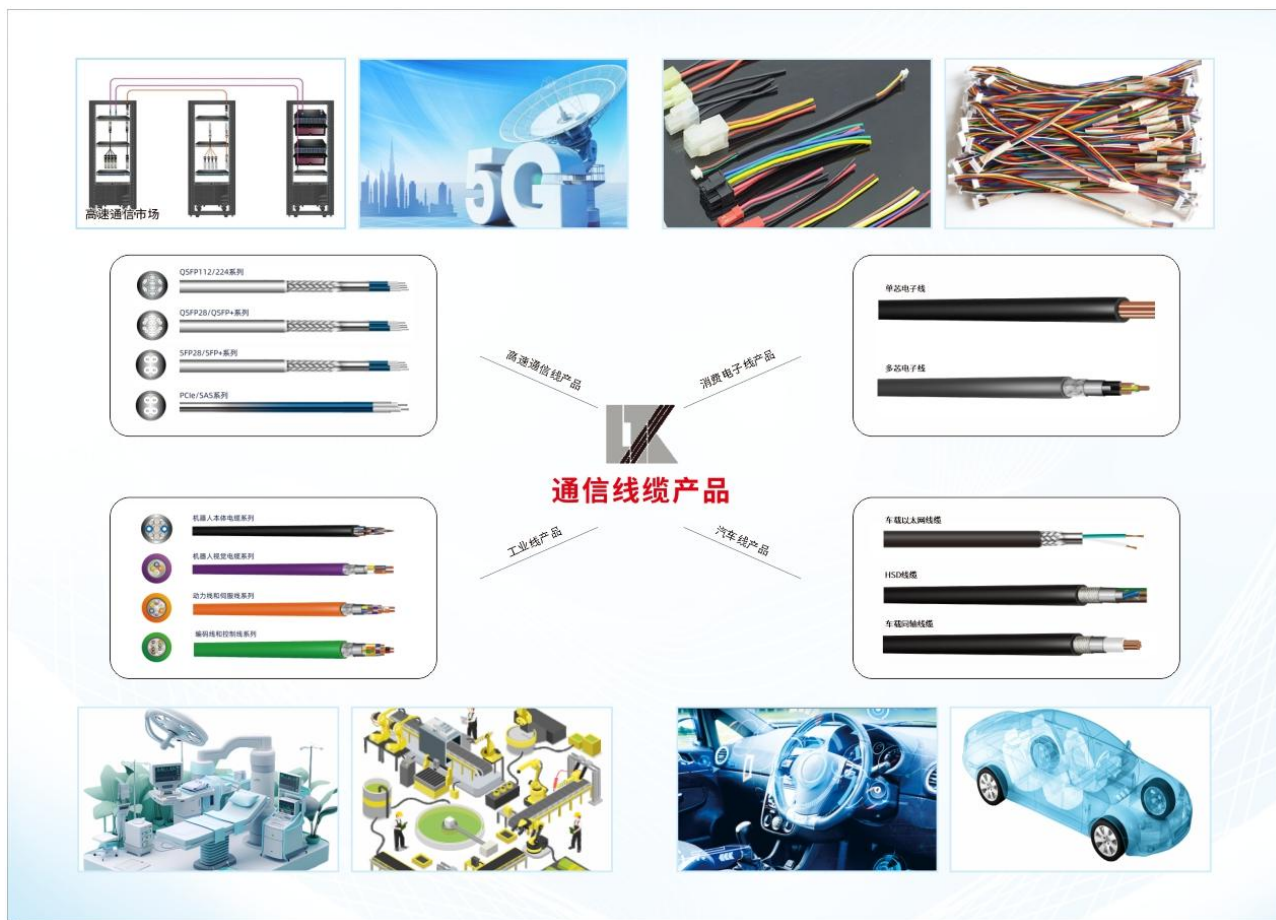 高速通信市场
5G
QSFP112/224系列
QSFP28/QSFP+系列
SFP28/SFP+系列
PCIe/SAS系列
高速通信线产品
消费电子线产品
单芯电子线
多芯电子线
LTK
通信线缆产品
机器人本体电缆系列
机器人视觉电缆系列
动力线和伺服线系列
编码线和控制线系列
工业线产品
汽车线产品
车载以太网线缆
HSD线缆
车载同轴线缆